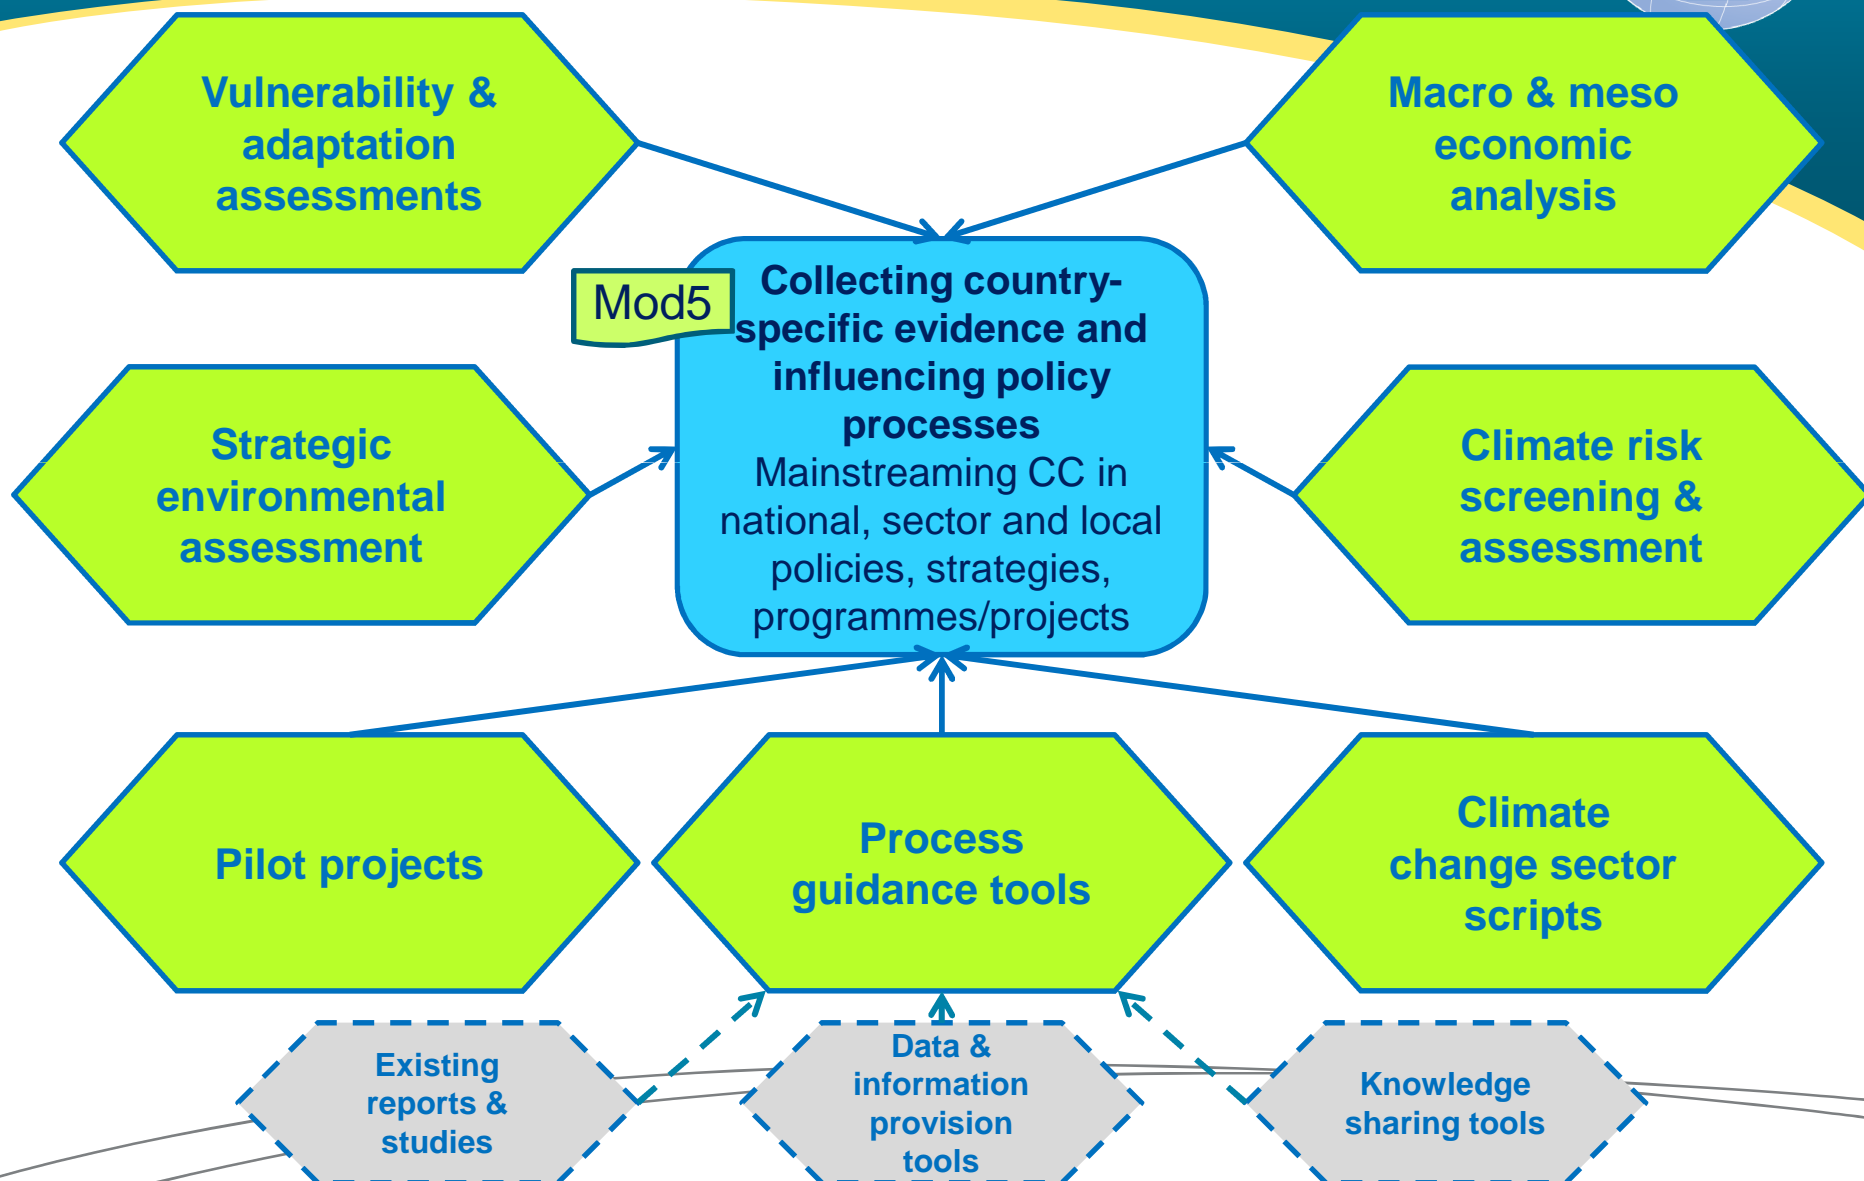 Vulnerability &
adaptation
assessments
Macro & meso
economic
analysis
Mod5
Collecting country-
specific evidence and
influencing policy
processes
Mainstreaming CC in
national, sector and local
policies, strategies,
programmes/projects
Strategic
environmental
assessment
Climate risk
screening &
assessment
Pilot projects
Process
guidance tools
Climate
change sector
scripts
Existing
reports &
studies
Data &
information
provision
tools
Knowledge
sharing tools